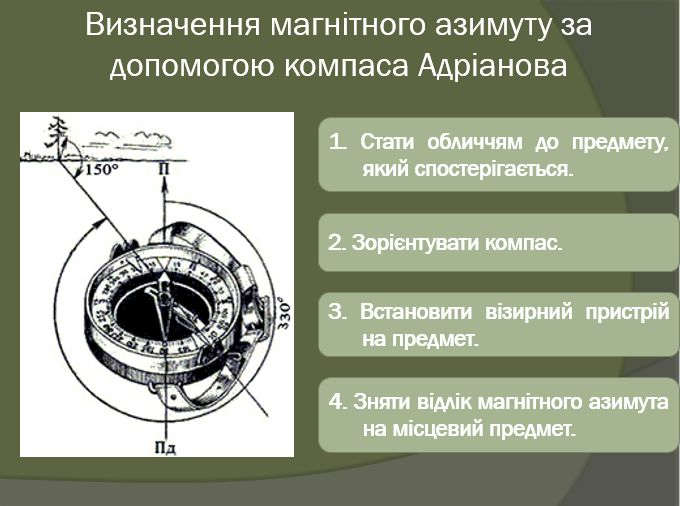 Визначення магнітного азимуту за
допомогою компаса Адріанова
150°
П
330°
Пд
1. Стати обличчям до предмету,
який спостерігається.
2. Зорієнтувати компас.
3. Встановити візирний пристрій
на предмет.
4. Зняти відлік магнітного азимута
на місцевий предмет.